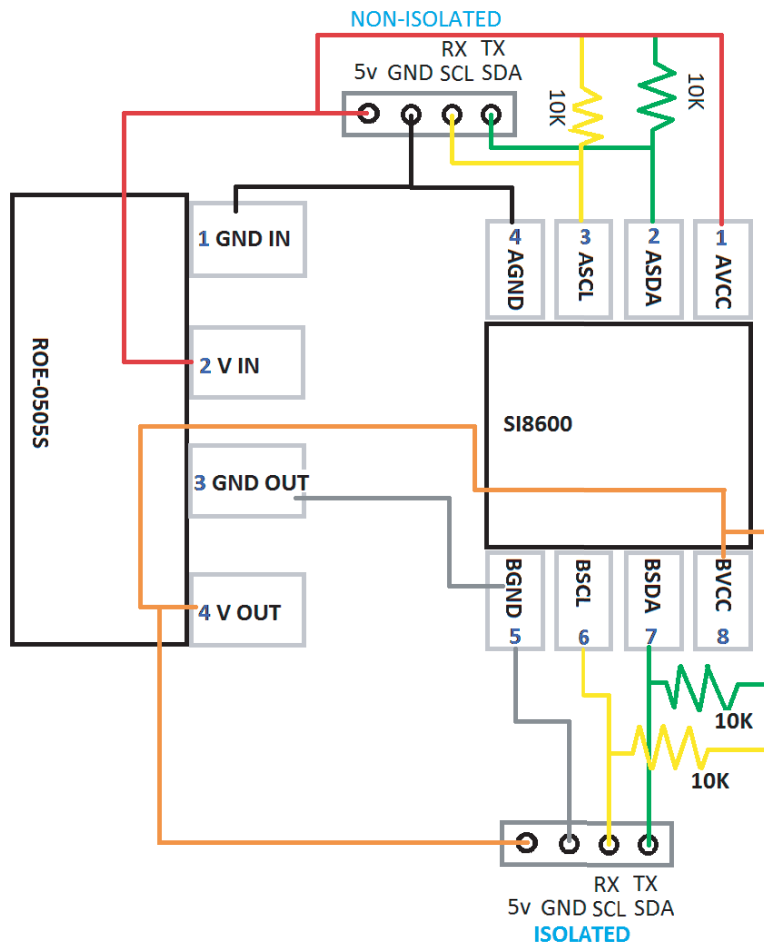 NON-ISOLATED
RX TX
5v GND SCL SDA
10K
10K
1 GND IN
4 AGND
3 ASCL
2 ASDA
1 AVCC
ROE-0505S
2 V IN
SI8600
3 GND OUT
4 V OUT
BGND 5
BSCL 6
BSDA 7
BVCC 8
10K
10K
RX TX
5v GND SCL SDA
ISOLATED